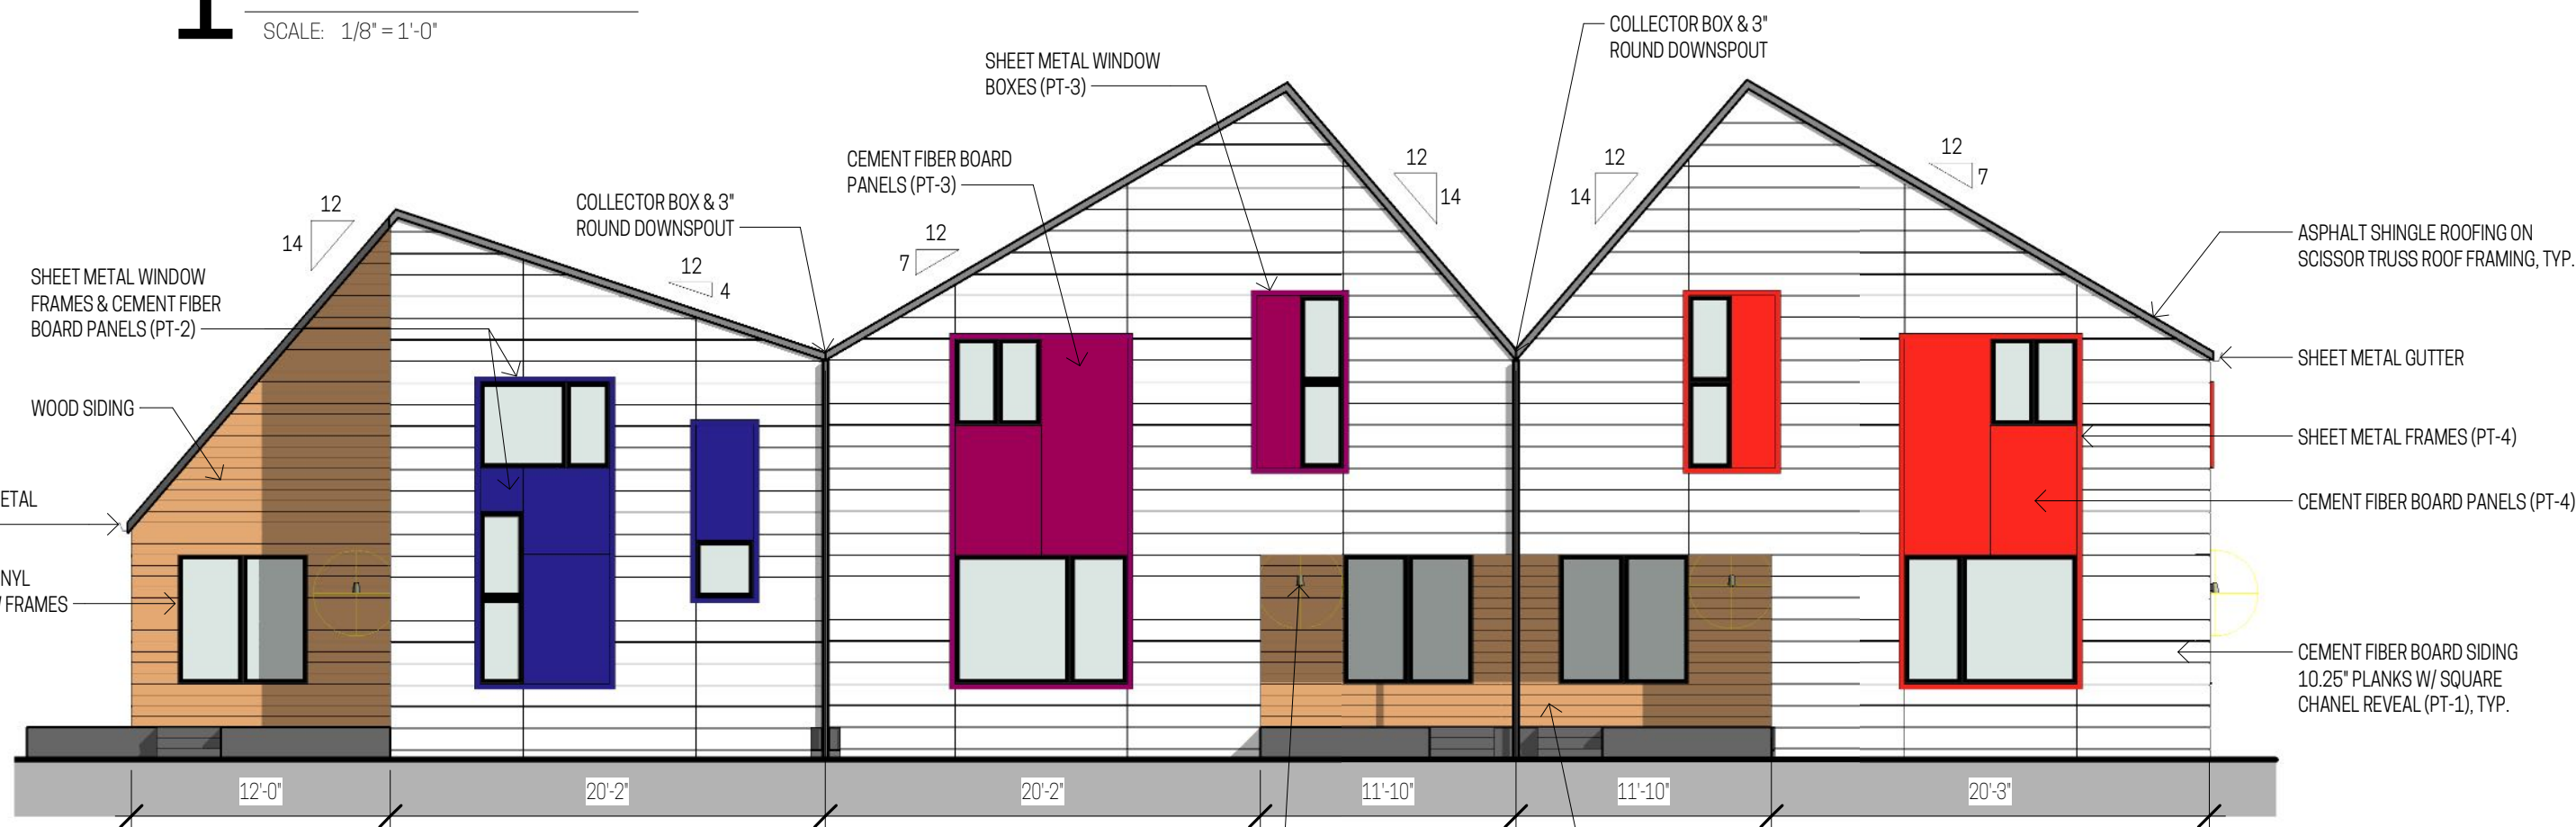 1
SCALE: 1/8" = 1'-0"
COLLECTOR BOX & 3"
ROUND DOWNSPOUT
SHEET METAL WINDOW
BOXES (PT-3)
CEMENT FIBER BOARD
PANELS (PT-3)
12
14
12
14
12
7
COLLECTOR BOX & 3"
ROUND DOWNSPOUT
12
14
12
7
12
4
SHEET METAL WINDOW
FRAMES & CEMENT FIBER
BOARD PANELS (PT-2)
WOOD SIDING
ETAL
NYL
FRAMES
ASPHALT SHINGLE ROOFING ON
SCISSOR TRUSS ROOF FRAMING, TYP.
SHEET METAL GUTTER
SHEET METAL FRAMES (PT-4)
CEMENT FIBER BOARD PANELS (PT-4)
CEMENT FIBER BOARD SIDING
10.25" PLANKS W/ SQUARE
CHANEL REVEAL (PT-1), TYP.
12'-0"
20'-2"
20'-2"
11'-10"
11'-10"
20'-3"